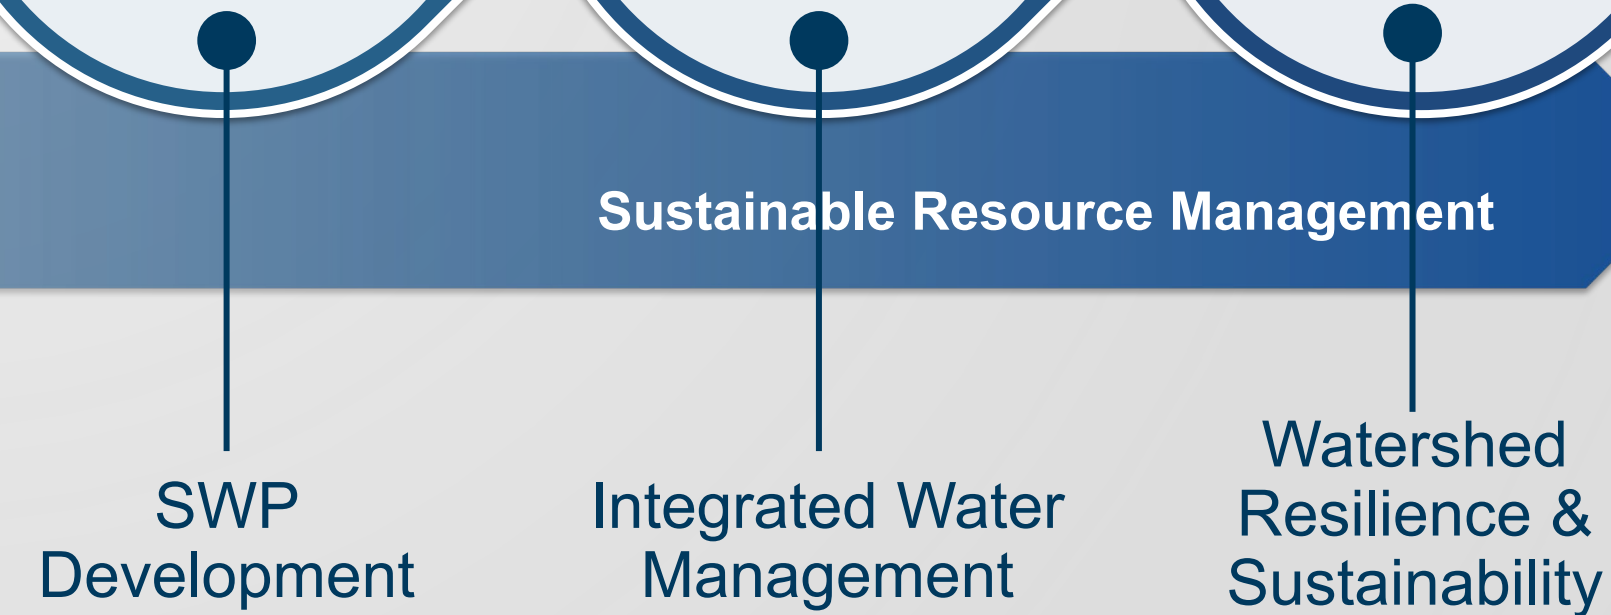 Sustainable Resource Management
SWP
Development
Integrated Water
Management
Watershed
Resilience &
Sustainability